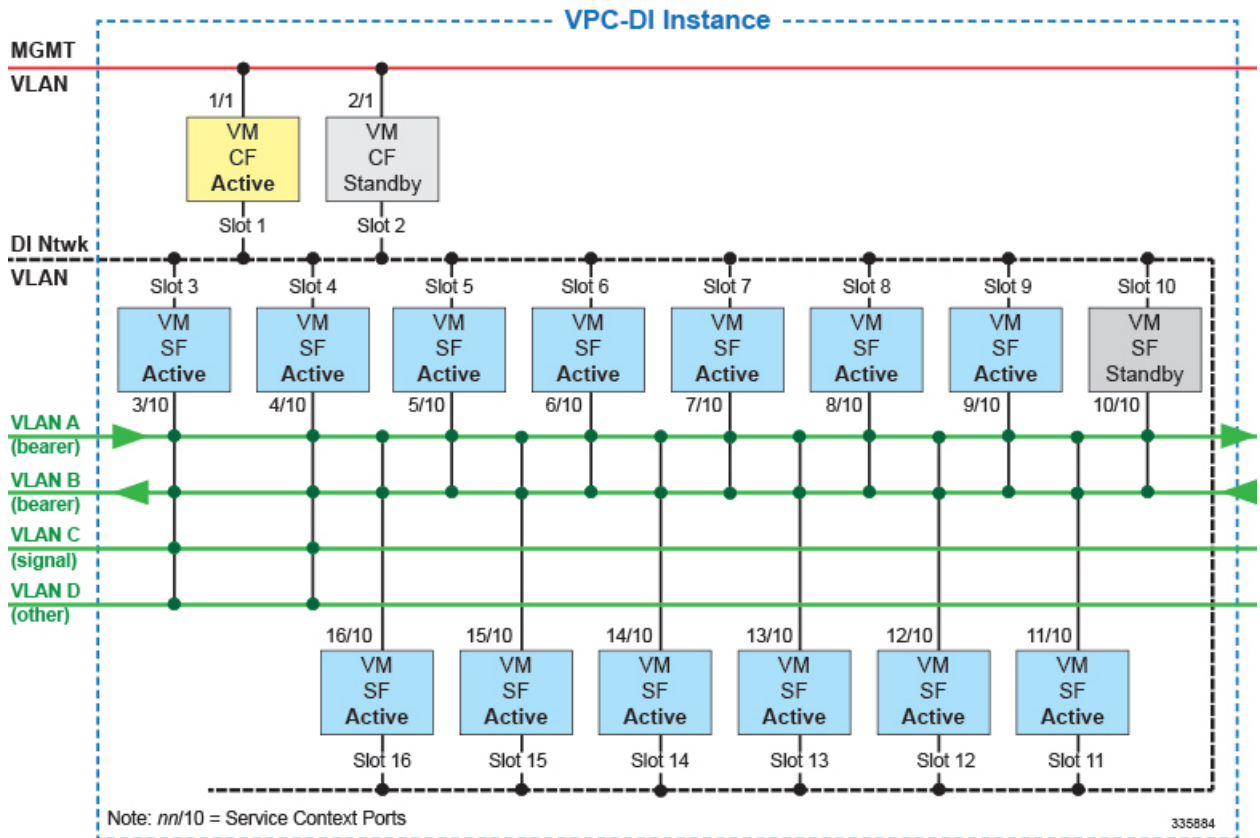 VPC-DI Instance
MGMT
VLAN
1/1
2/1
VM
CF
Active
VM
CF
Standby
Slot 1
Slot 2
DI Ntwk
VLAN
Slot 3
Slot 4
Slot 5
Slot 6
Slot 7
Slot 8
Slot 9
Slot 10
VM
SF
Active
VM
SF
Active
VM
SF
Active
VM
SF
Active
VM
SF
Active
VM
SF
Active
VM
SF
Active
VM
SF
Standby
3/10
4/10
5/10
6/10
7/10
8/10
9/10
10/10
VLAN A
(bearer)
VLAN B
(bearer)
VLAN C
(signal)
VLAN D
(other)
16/10
15/10
14/10
13/10
12/10
11/10
VM
SF
Active
VM
SF
Active
VM
SF
Active
VM
SF
Active
VM
SF
Active
VM
SF
Active
Slot 16
Slot 15
Slot 14
Slot 13
Slot 12
Slot 11
Note: nn/10 = Service Context Ports
335884